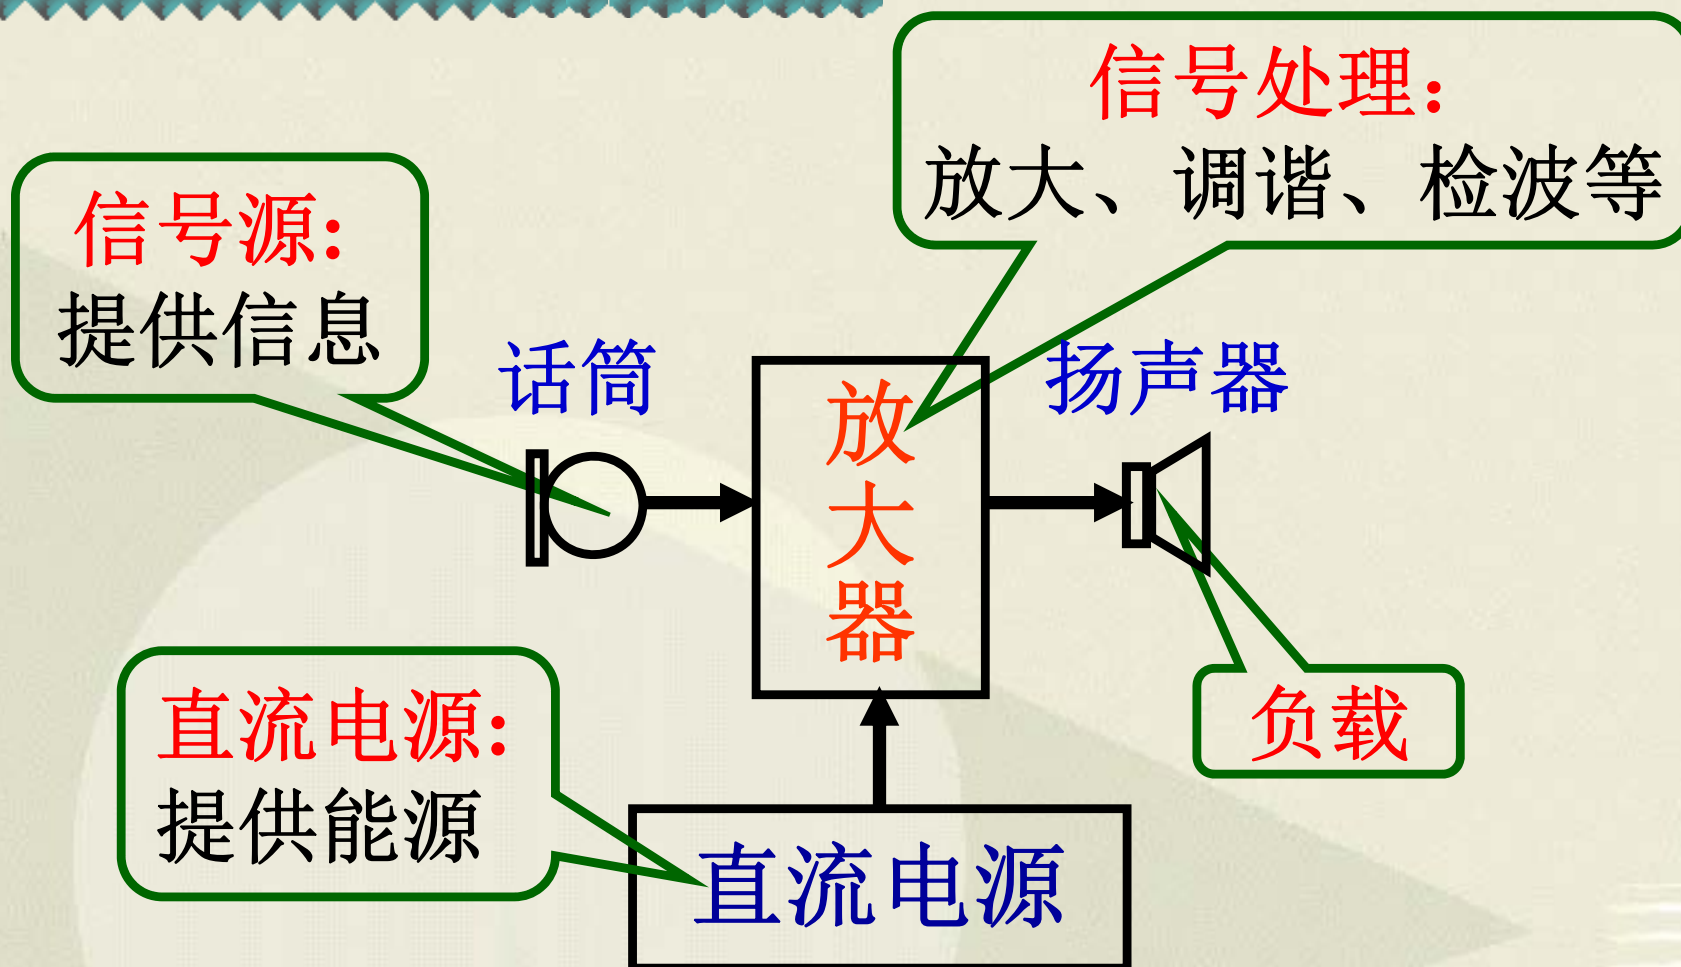 信号处理:
放大、调谐、检波等
信号源:
提供信息
话筒
放
大
器
扬声器
直流电源:
提供能源
负载
直流电源